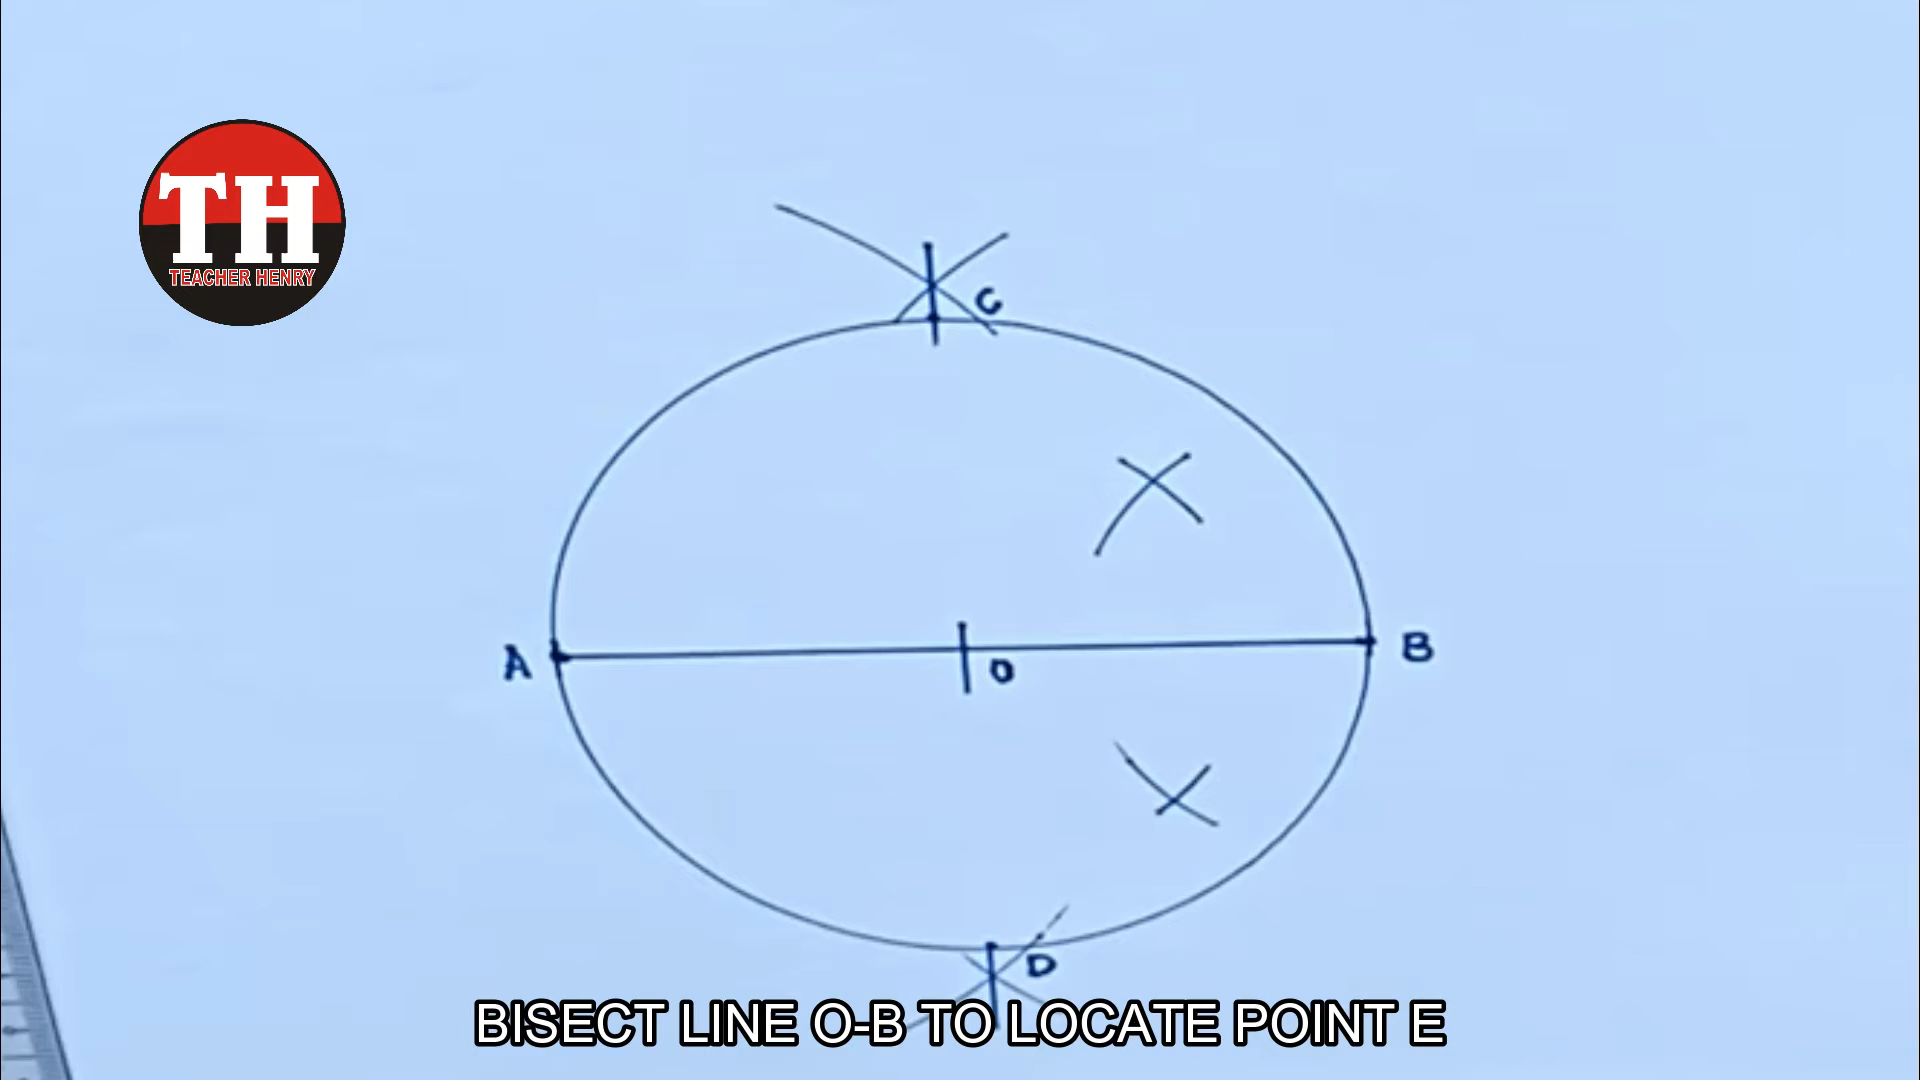 TH
TEACHER HENRY
C
A
O
B
D
BISECT LINE O-B TO LOCATE POINT E